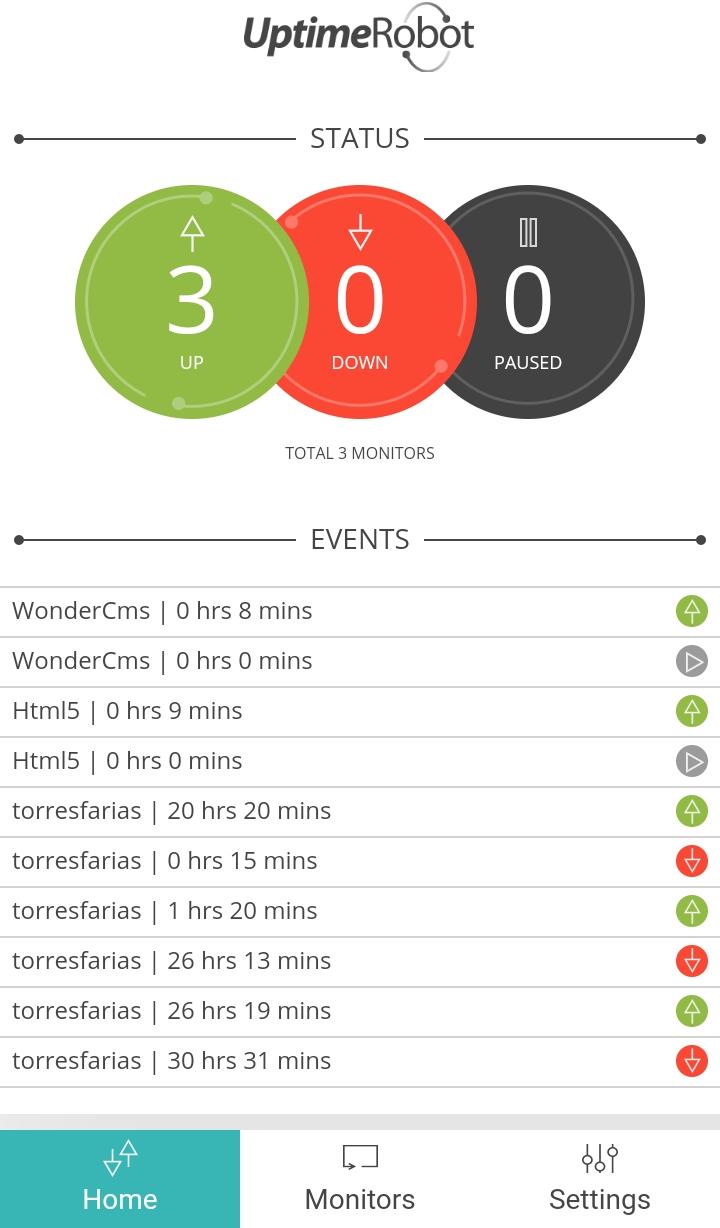 UptimeRobot
STATUS
3
UP
0
DOWN
0
PAUSED
TOTAL 3 MONITORS
EVENTS
WonderCms | 0 hrs 8 mins
WonderCms | 0 hrs 0 mins
Html5 | 0 hrs 9 mins
Html5 | 0 hrs 0 mins
torresfarias | 20 hrs 20 mins
torresfarias | 0 hrs 15 mins
torresfarias | 1 hrs 20 mins
torresfarias | 26 hrs 13 mins
torresfarias | 26 hrs 19 mins
torresfarias | 30 hrs 31 mins
Home
Monitors
Settings